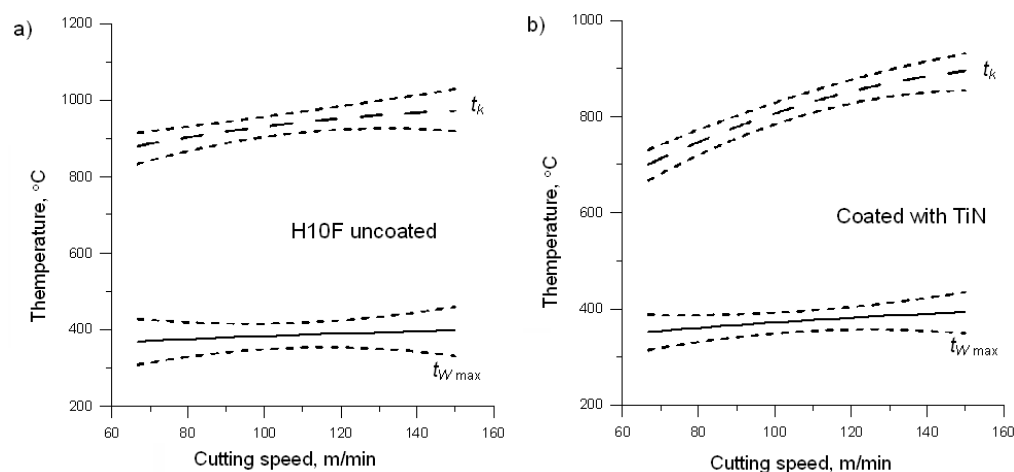 a)
1200
1000
800
600
400
200
Themperature, °C
t_k
H10F uncoated
t_W max
60 80 100 120 140 160
Cutting speed, m/min
b)
1000
800
600
400
200
Themperature, °C
t_k
Coated with TiN
t_W max
60 80 100 120 140 160
Cutting speed, m/min